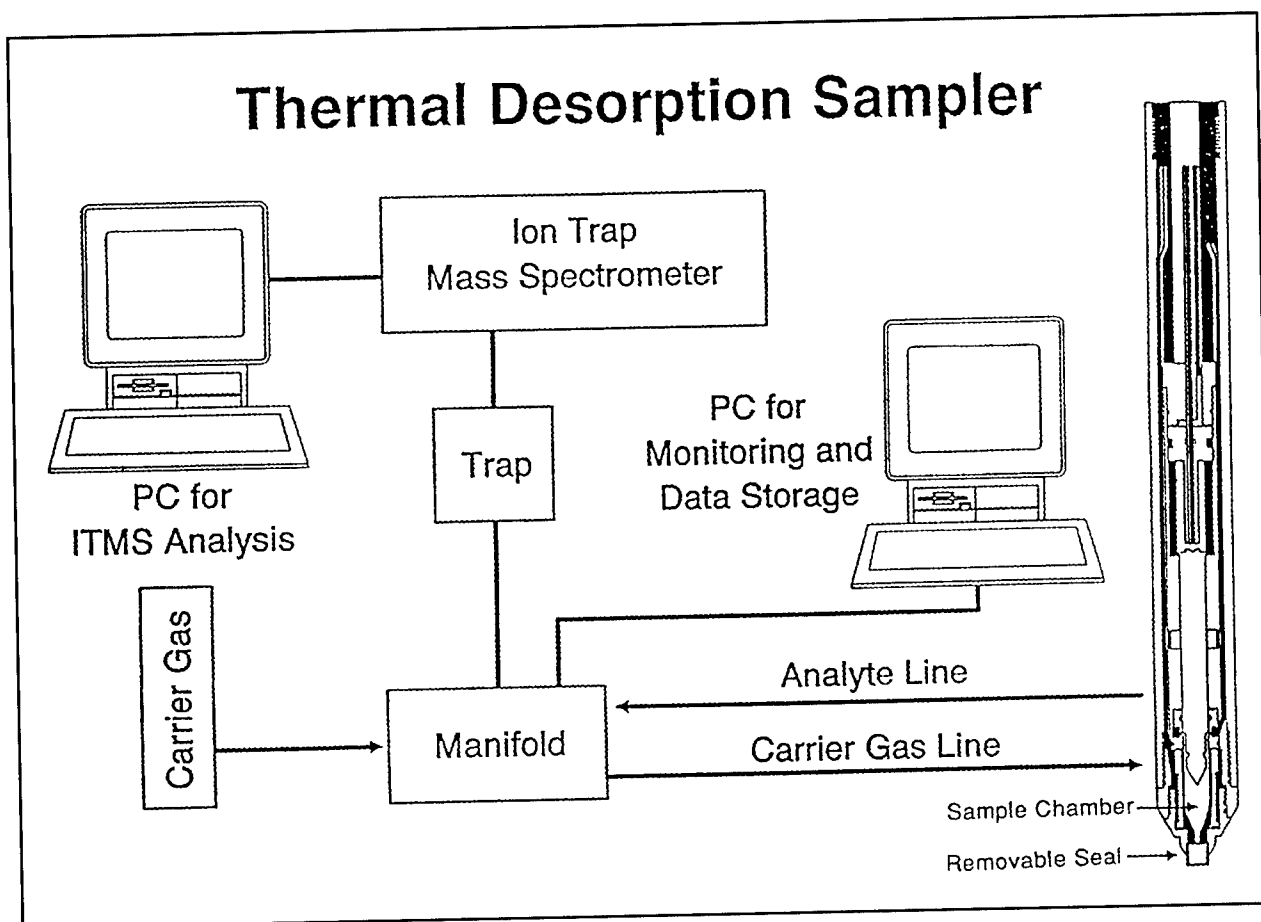 Thermal Desorption Sampler
Ion Trap
Mass Spectrometer
PC for
Monitoring and
Data Storage
Trap
PC for
ITMS Analysis
Carrier Gas
Analyte Line
Manifold
Carrier Gas Line
Sample Chamber
Removable Seal